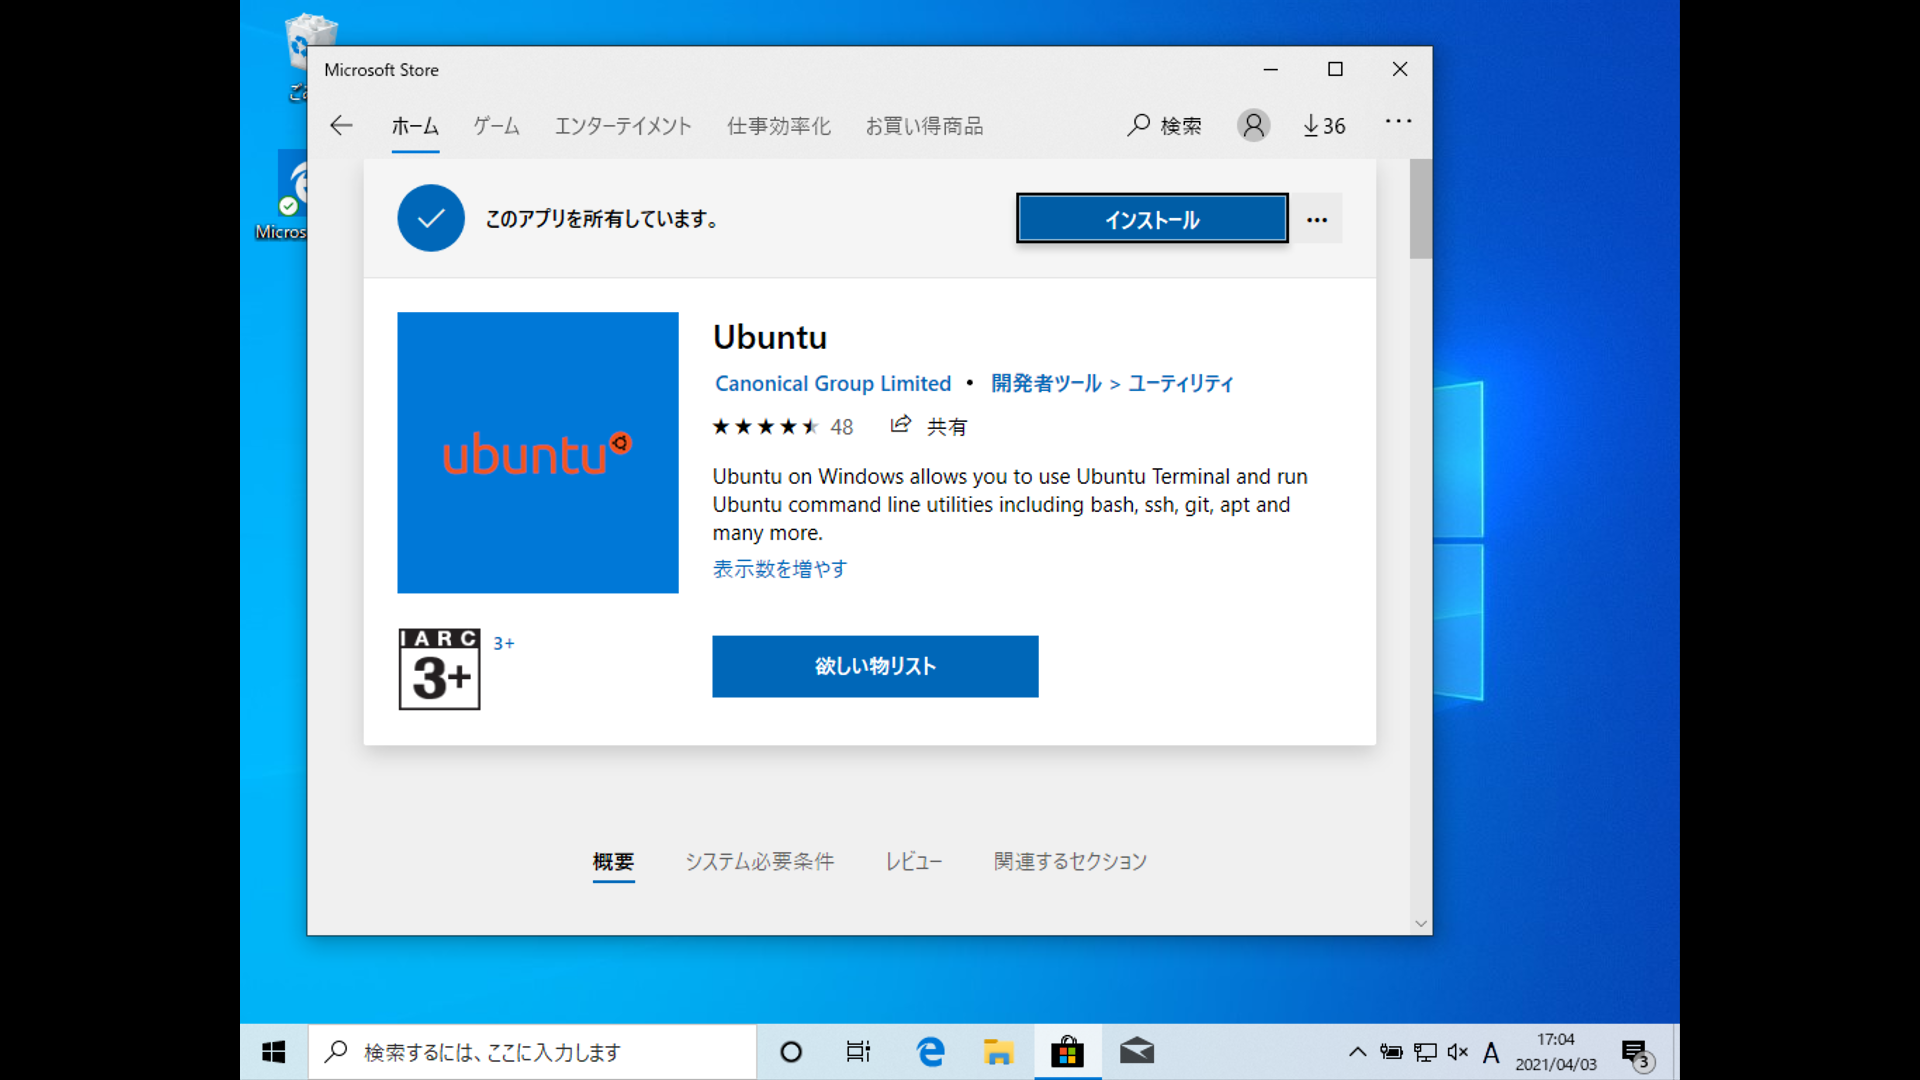 Microsoft Store
ホーム ゲーム エンターテイメント 仕事効率化 お買い得商品 検索 36
このアプリを所有しています。 インストール
ubuntu
Ubuntu
Canonical Group Limited • 開発者ツール > ユーティリティ
48 共有
Ubuntu on Windows allows you to use Ubuntu Terminal and run
Ubuntu command line utilities including bash, ssh, git, apt and
many more.
表示数を増やす
IARC
3+
3+
欲しい物リスト
概要 システム必要条件 レビュー 関連するセクション
Micros
検索するには、ここに入力します
A
17:04
2021/04/03
3